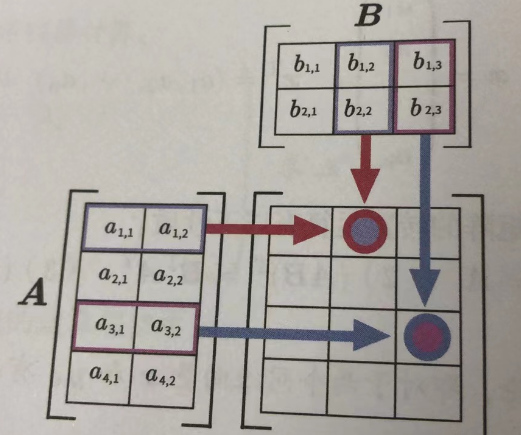 B
b1,1 b1,2 b1,3
b2,1 b2,2 b2,3
A
a1,1 a1,2
a2,1 a2,2
a3,1 a3,2
a4,1 a4,2